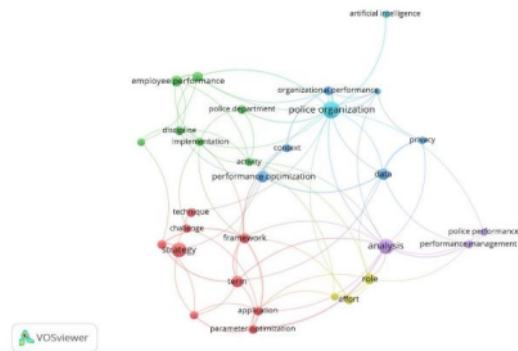 artificial intelligence
employee performance
organizational performance
police department
police organization
discipline
implementation
context
privacy
activity
performance optimization
data
technique
challenge
framework
police performance
strategy
analysis
performance management
term
role
effort
application
parameter optimization
VOSviewer